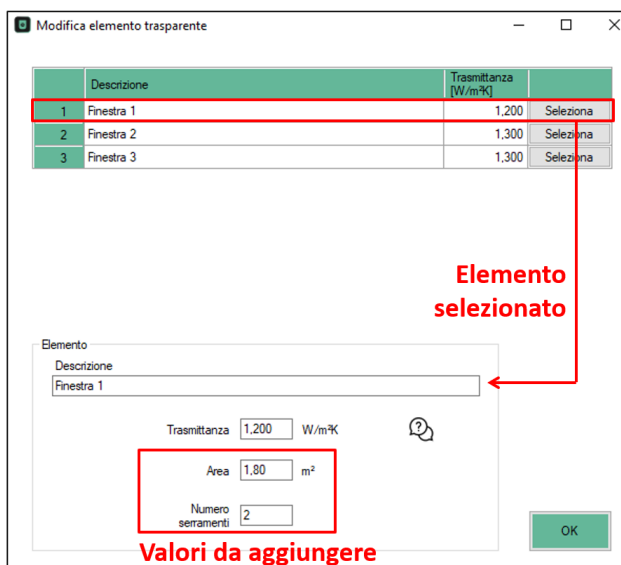 Modifica elemento trasparente
Descrizione Trasmittanza [W/m²K]
1 Finestra 1 1,200 Seleziona
2 Finestra 2 1,300 Seleziona
3 Finestra 3 1,300 Seleziona
Elemento
selezionato
Elemento
Descrizione
Finestra 1
Trasmittanza 1,200 W/m²K
Area 1,80 m²
Numero
serramenti 2
OK
Valori da aggiungere